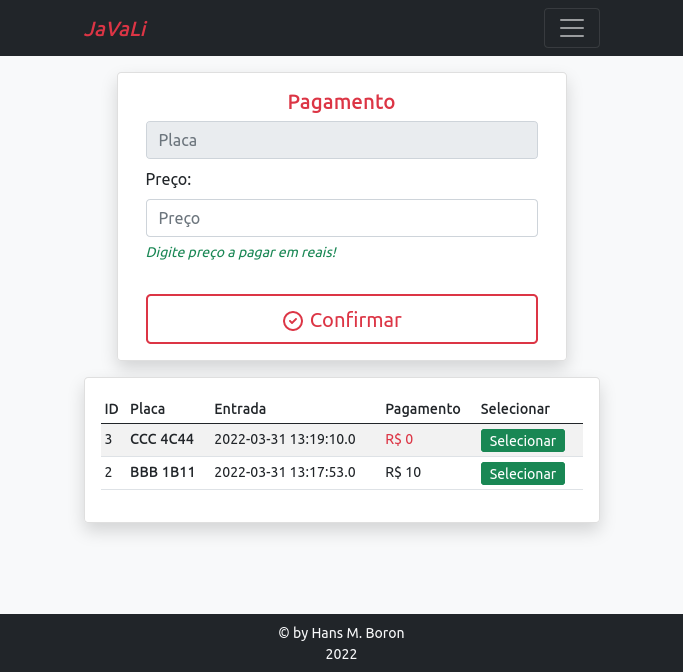 JaVaLi
Pagamento
Placa
Preço:
Preço
Digite preço a pagar em reais!
Confirmar
ID Placa Entrada Pagamento Selecionar
3 CCC 4C44 2022-03-31 13:19:10.0 R$ 0 Selecionar
2 BBB 1B11 2022-03-31 13:17:53.0 R$ 10 Selecionar
© by Hans M. Boron
2022